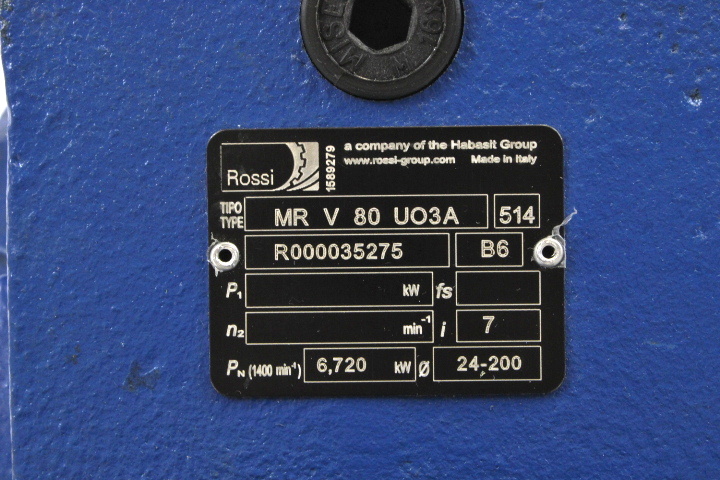 Rossi
1589279
a company of the Habasit Group
www.rossi-group.com Made in Italy
TIPO
TYPE
MR V 80 UO3A 514
R000035275 B6
P₁ kW fs
n₂ min⁻¹ i 7
Pₙ (1400 min⁻¹) 6,720 kW Ø 24-200